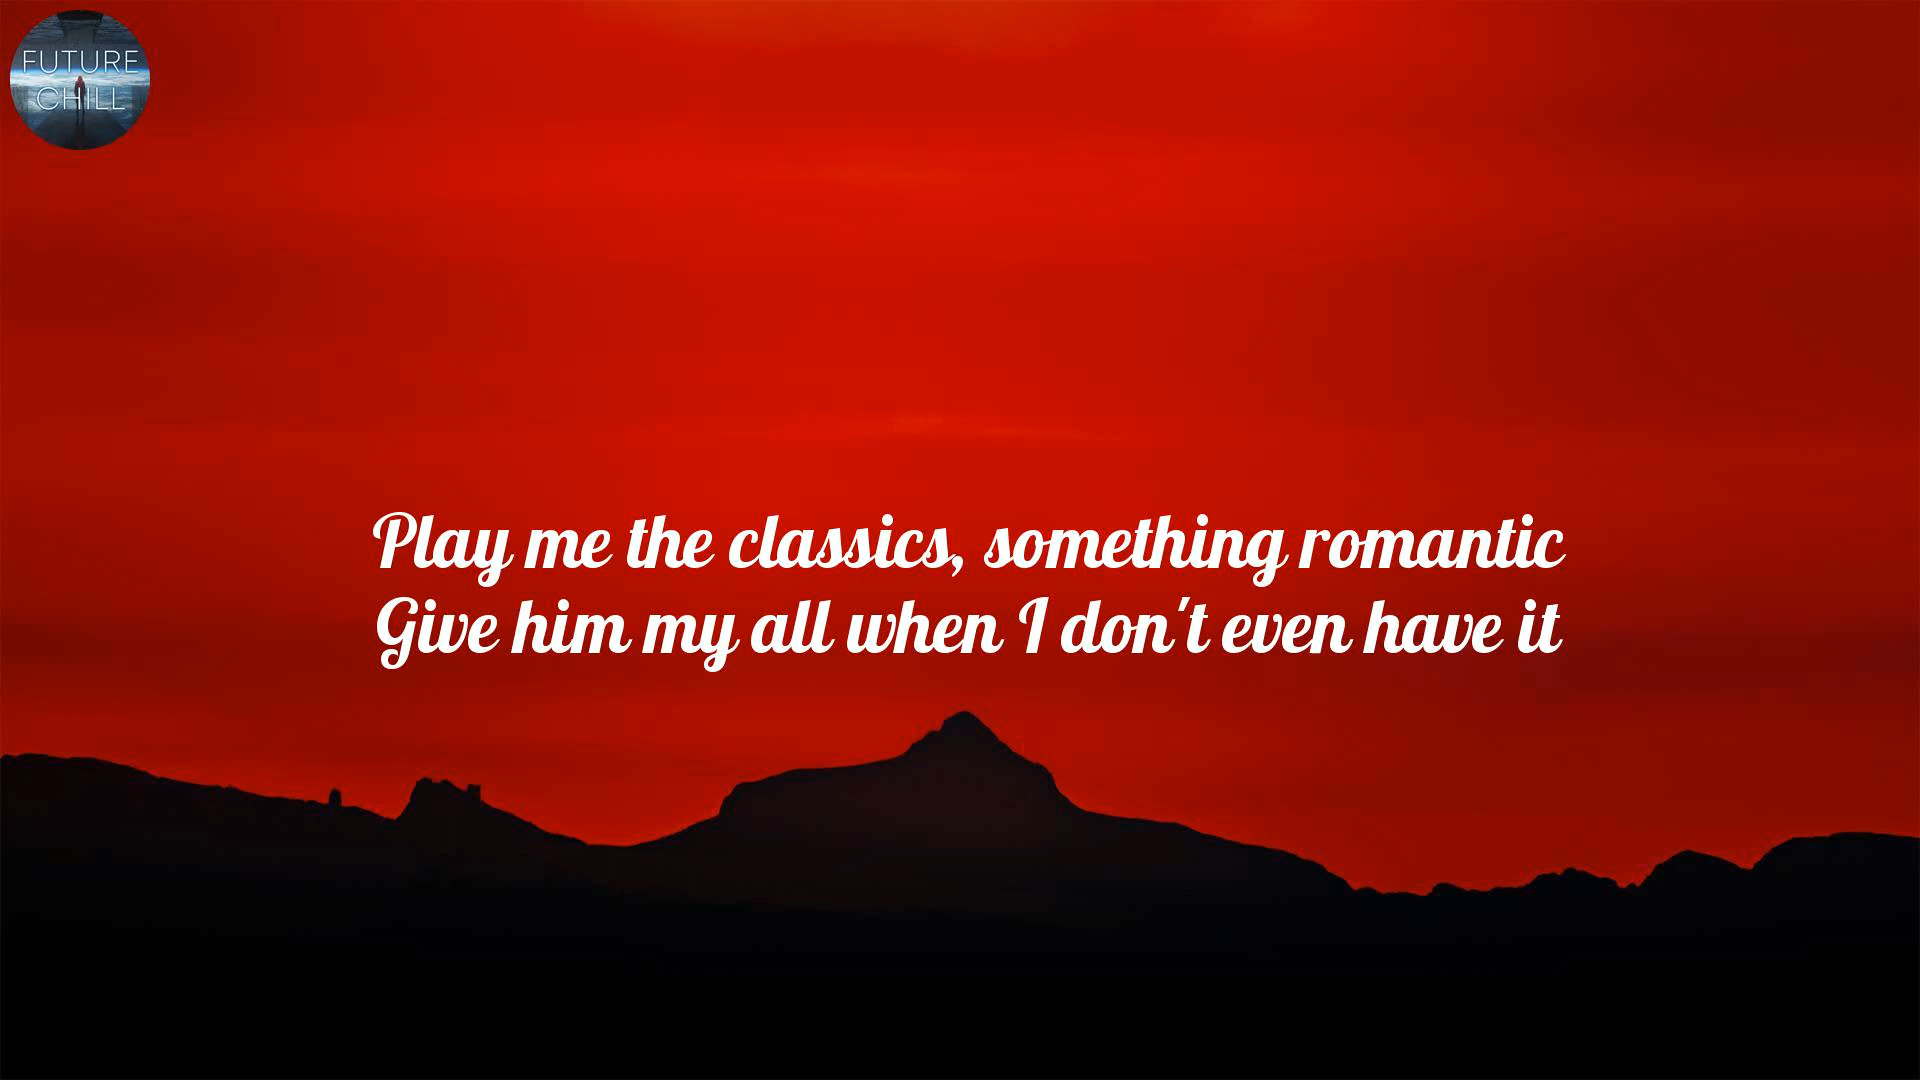 FUTURE
CHILL
Play me the classics, something romantic
Give him my all when I don't even have it